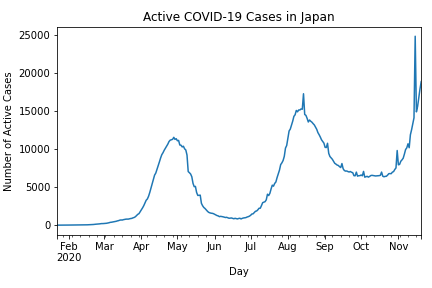 Active COVID-19 Cases in Japan
Number of Active Cases
25000
20000
15000
10000
5000
0
Feb Mar Apr May Jun Jul Aug Sep Oct Nov
2020
Day